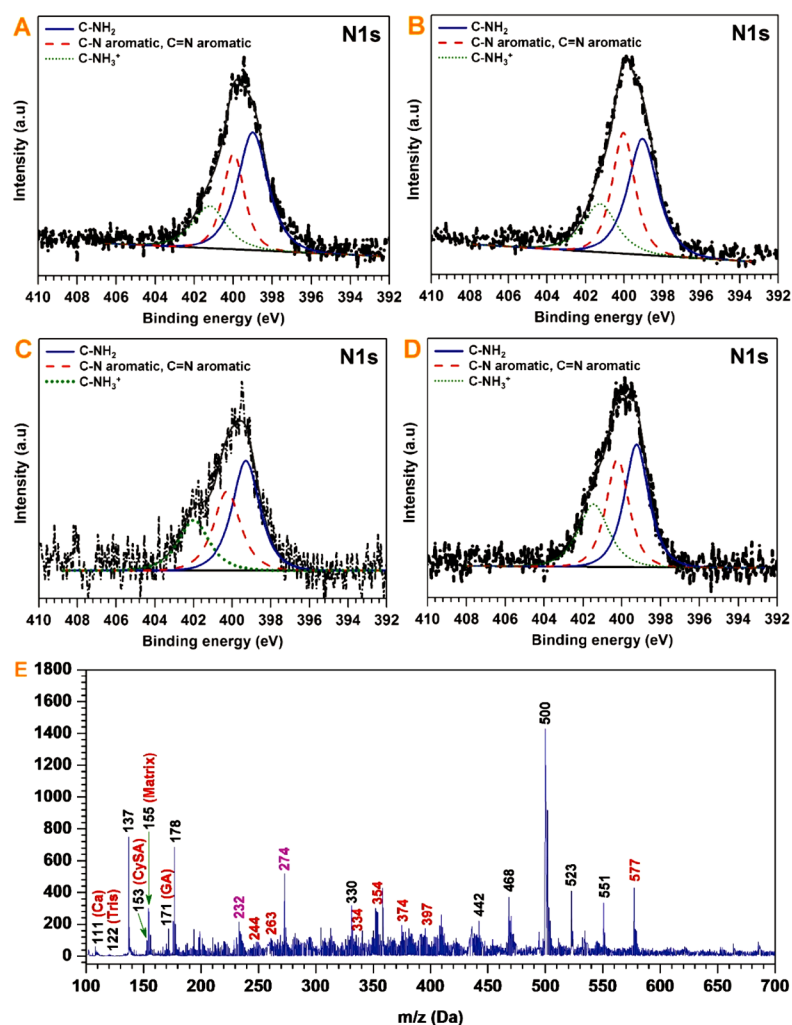 A
C-NH₂
C-N aromatic, C=N aromatic
C-NH₃⁺
N1s
Intensity (a.u)
410 408 406 404 402 400 398 396 394 392
Binding energy (eV)
B
C-NH₂
C-N aromatic, C=N aromatic
C-NH₃⁺
N1s
Intensity (a.u)
410 408 406 404 402 400 398 396 394 392
Binding energy (eV)
C
C-NH₂
C-N aromatic, C=N aromatic
C-NH₃⁺
N1s
Intensity (a.u)
410 408 406 404 402 400 398 396 394 392
Binding energy (eV)
D
C-NH₂
C-N aromatic, C=N aromatic
C-NH₃⁺
N1s
Intensity (a.u)
410 408 406 404 402 400 398 396 394 392
Binding energy (eV)
E
1800
1600
1400
1200
1000
800
600
400
200
0
111 (Ca)
122 (Tris)
137
153 (CySA)
155 (Matrix)
171 (GA)
178
232
244
263
274
330
334
354
374
397
442
468
500
523
551
577
100 150 200 250 300 350 400 450 500 550 600 650 700
m/z (Da)